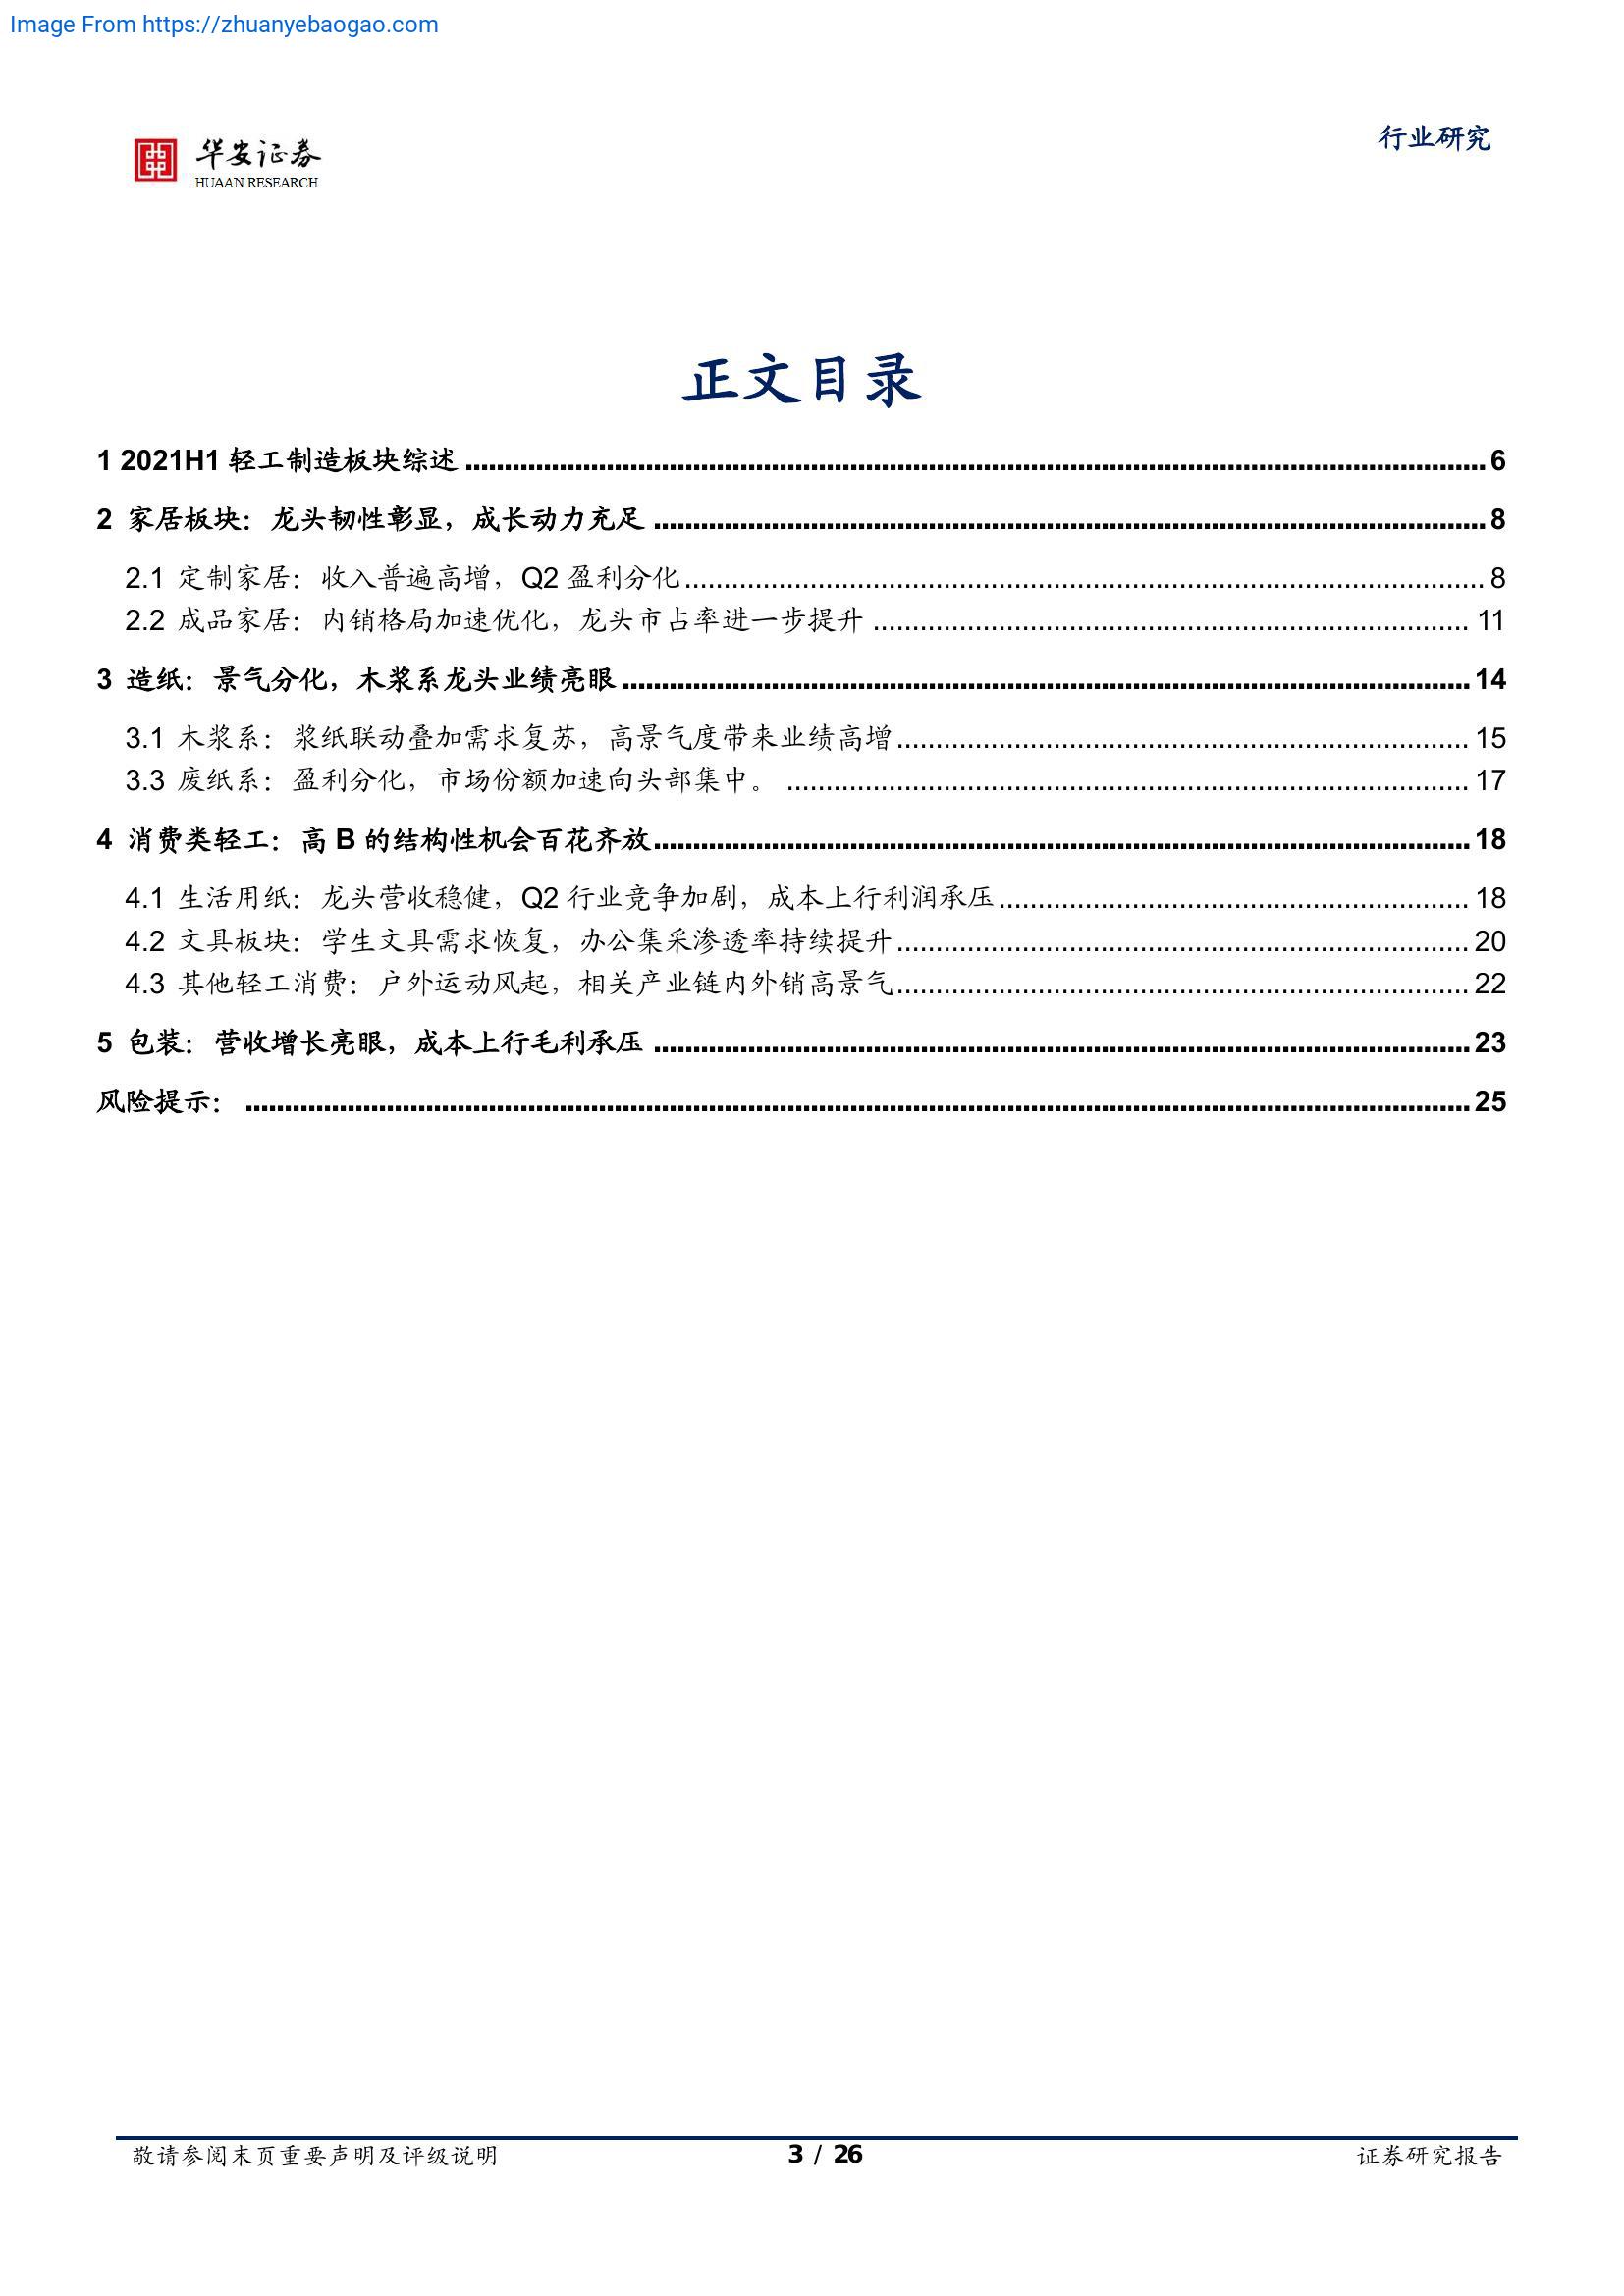 Image From https://zhuanyebaogao.com
华安证券
HUAAN RESEARCH
行业研究
正文目录
1 2021H1 轻工制造板块综述 ........ 6
2 家居板块：龙头韧性彰显，成长动力充足 ........ 8
2.1 定制家居：收入普遍高增，Q2 盈利分化 ........ 8
2.2 成品家居：内销格局加速优化，龙头市占率进一步提升 ........ 11
3 造纸：景气分化，木浆系龙头业绩亮眼 ........ 14
3.1 木浆系：浆纸联动叠加需求复苏，高景气度带来业绩高增 ........ 15
3.3 废纸系：盈利分化，市场份额加速向头部集中。 ........ 17
4 消费类轻工：高 B 的结构性机会百花齐放 ........ 18
4.1 生活用纸：龙头营收稳健，Q2 行业竞争加剧，成本上行利润承压 ........ 18
4.2 文具板块：学生文具需求恢复，办公集采渗透率持续提升 ........ 20
4.3 其他轻工消费：户外运动风起，相关产业链内外销高景气 ........ 22
5 包装：营收增长亮眼，成本上行毛利承压 ........ 23
风险提示： ........ 25
敬请参阅末页重要声明及评级说明
3 / 26
证券研究报告